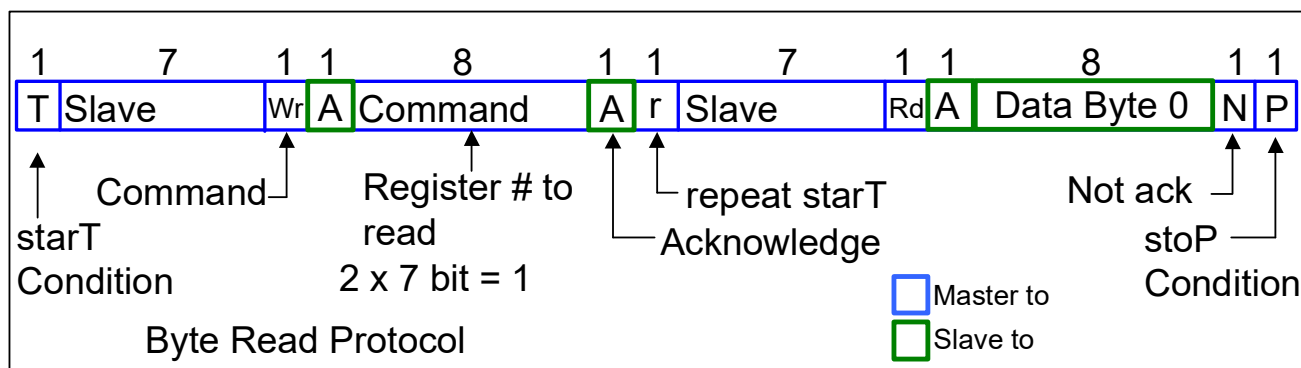 1 7 1 1 8 1 1 7 1 1 8 1 1
T Slave Wr A Command A r Slave Rd A Data Byte 0 N P
Command
Register # to
read
2 x 7 bit = 1
repeat starT
Acknowledge
Not ack
starT
Condition
stoP
Condition
Master to
Slave to
Byte Read Protocol